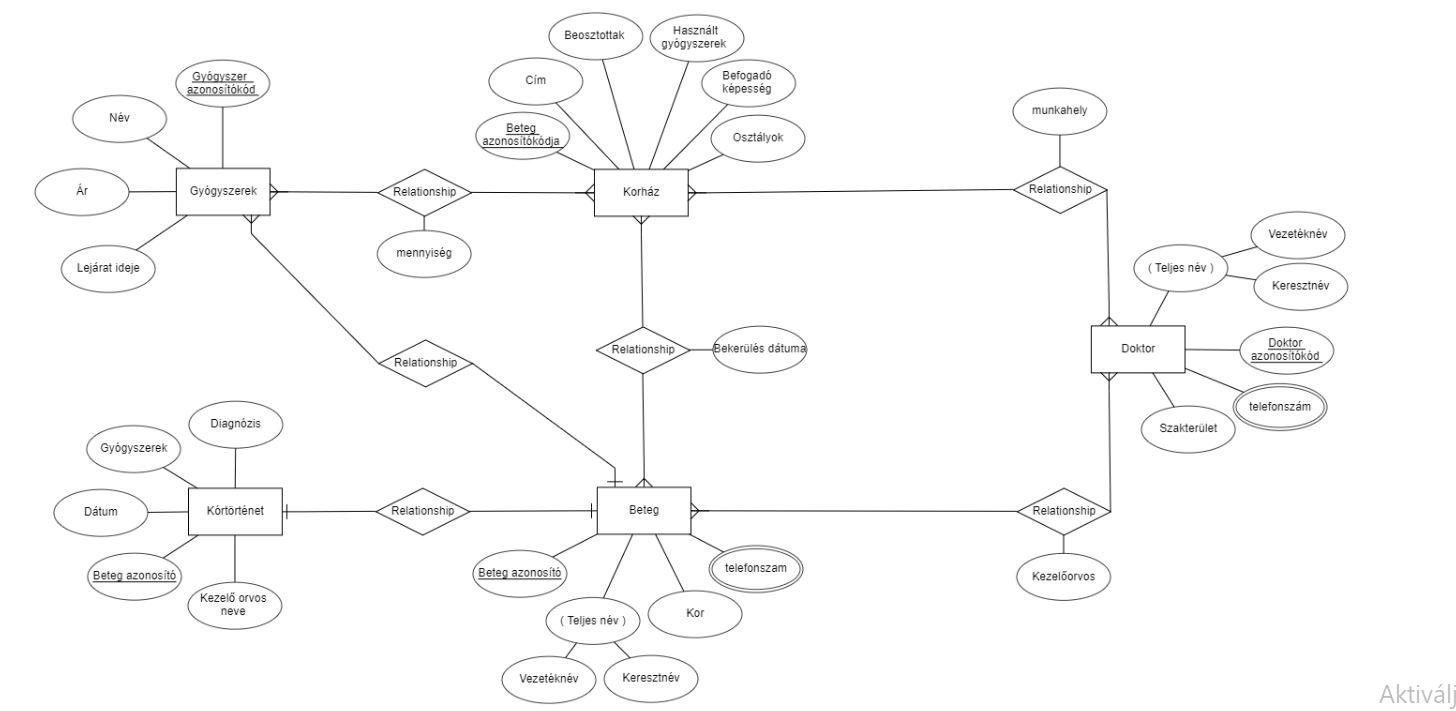 Beosztottak
Használt
gyógyszerek
Gyógyszer
azonosítókód
Cím
Befogadó
képesség
Név
munkahely
Beteg
azonosítókódja
Osztályok
Ár
Gyógyszerek
Relationship
Korház
Relationship
Vezetéknév
mennyiség
Lejárat ideje
( Teljes név )
Keresztnév
Relationship
Relationship
Bekerülés dátuma
Doktor
Doktor
azonosítókód
telefonszám
Szakterület
Diagnózis
Gyógyszerek
Dátum
Kórtörténet
Relationship
Beteg
Relationship
Beteg azonosító
Beteg azonosító
telefonszam
Kezelőorvos
Kezelő orvos
neve
( Teljes név )
Kor
Vezetéknév
Keresztnév
Aktiválj